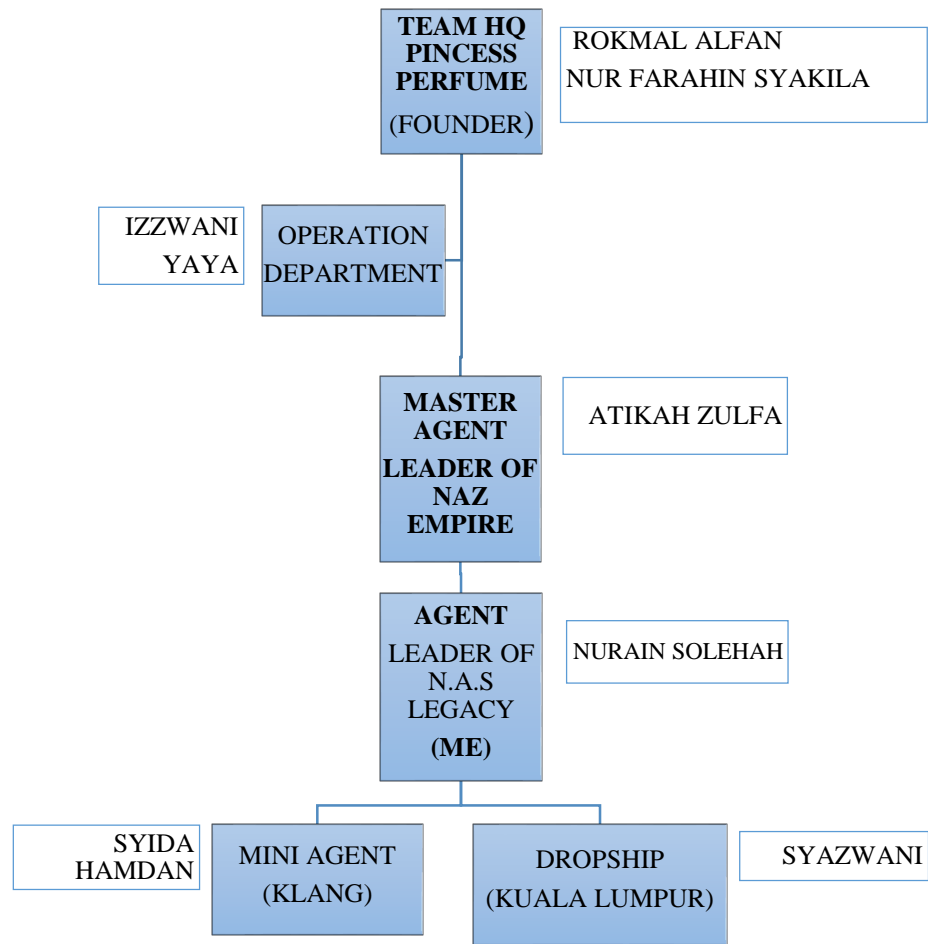 TEAM HQ
PINCESS
PERFUME
(FOUNDER)
ROKMAL ALFAN
NUR FARAHIN SYAKILA
IZZWANI
YAYA
OPERATION
DEPARTMENT
MASTER
AGENT
LEADER OF
NAZ
EMPIRE
ATIKAH ZULFA
AGENT
LEADER OF
N.A.S
LEGACY
(ME)
NURAIN SOLEHAH
SYIDA
HAMDAN
MINI AGENT
(KLANG)
DROPSHIP
(KUALA LUMPUR)
SYAZWANI